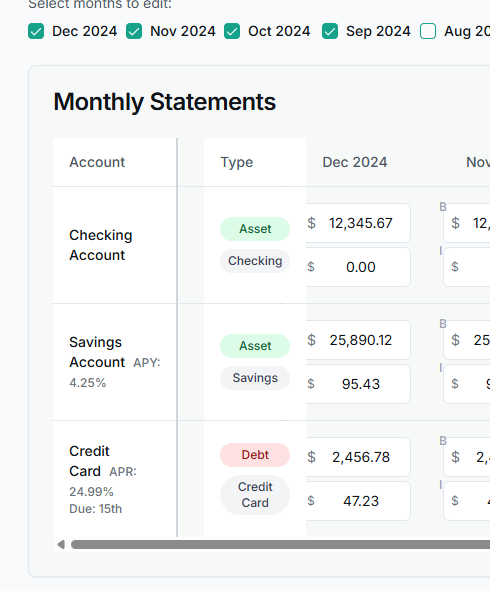 Select months to edit:
Dec 2024 Nov 2024 Oct 2024 Sep 2024 Aug 20
Monthly Statements
Account Type Dec 2024 Nov
Checking
Account
Asset
Checking
$ 12,345.67
$ 0.00
B $ 12,
I $
Savings
Account APY:
4.25%
Asset
Savings
$ 25,890.12
$ 95.43
B $ 25
I $
Credit
Card APR:
24.99%
Due: 15th
Debt
Credit
Card
$ 2,456.78
$ 47.23
B $ 2,
I $